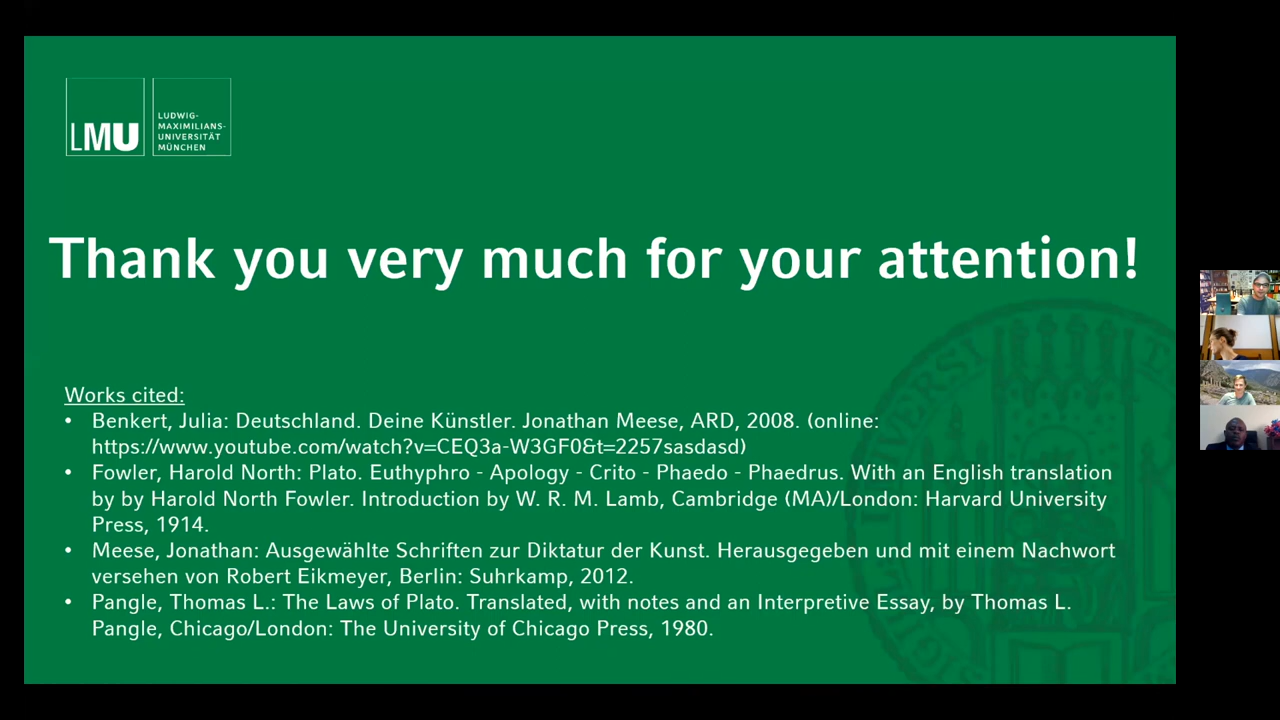 LMU
LUDWIG-
MAXIMILIANS-
UNIVERSITÄT
MÜNCHEN
Thank you very much for your attention!
Works cited:
• Benkert, Julia: Deutschland. Deine Künstler. Jonathan Meese, ARD, 2008. (online:
https://www.youtube.com/watch?v=CEQ3a-W3GF0&t=2257sasdasd)
• Fowler, Harold North: Plato. Euthyphro - Apology - Crito - Phaedo - Phaedrus. With an English translation
by by Harold North Fowler. Introduction by W. R. M. Lamb, Cambridge (MA)/London: Harvard University
Press, 1914.
• Meese, Jonathan: Ausgewählte Schriften zur Diktatur der Kunst. Herausgegeben und mit einem Nachwort
versehen von Robert Eikmeyer, Berlin: Suhrkamp, 2012.
• Pangle, Thomas L.: The Laws of Plato. Translated, with notes and an Interpretive Essay, by Thomas L.
Pangle, Chicago/London: The University of Chicago Press, 1980.